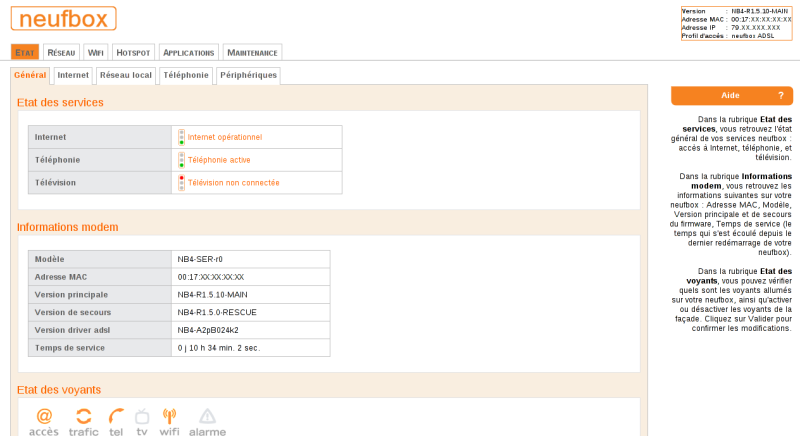 neufbox
Version : NB4-R1.5.10-MAIN
Adresse MAC : 00:17:XX:XX:XX:XX
Adresse IP : 79.XX.XXX.XXX
Profil d'accès : neufbox ADSL
Etat Réseau Wifi Hotspot Applications Maintenance
Général Internet Réseau local Téléphonie Périphériques
Etat des services
Internet Internet opérationnel
Téléphonie Téléphonie active
Télévision Télévision non connectée
Informations modem
Modèle NB4-SER-r0
Adresse MAC 00:17:XX:XX:XX:XX
Version principale NB4-R1.5.10-MAIN
Version de secours NB4-R1.5.0-RESCUE
Version driver adsl NB4-A2pB024k2
Temps de service 0 j 10 h 34 min. 2 sec.
Etat des voyants
@
accès trafic tel tv wifi alarme
Aide ?
Dans la rubrique Etat des
services, vous retrouvez l'état
général de vos services neufbox :
accès à Internet, téléphonie, et
télévision.
Dans la rubrique Informations
modem, vous retrouvez les
informations suivantes sur votre
neufbox : Adresse MAC, Modèle,
Version principale et de secours
du firmware, Temps de service (le
temps qui s'est écoulé depuis le
dernier redémarrage de votre
neufbox).
Dans la rubrique Etat des
voyants, vous pouvez vérifier
quels sont les voyants allumés
sur votre neufbox, ainsi qu'activer
ou désactiver les voyants de la
façade. Cliquez sur Valider pour
confirmer les modifications.